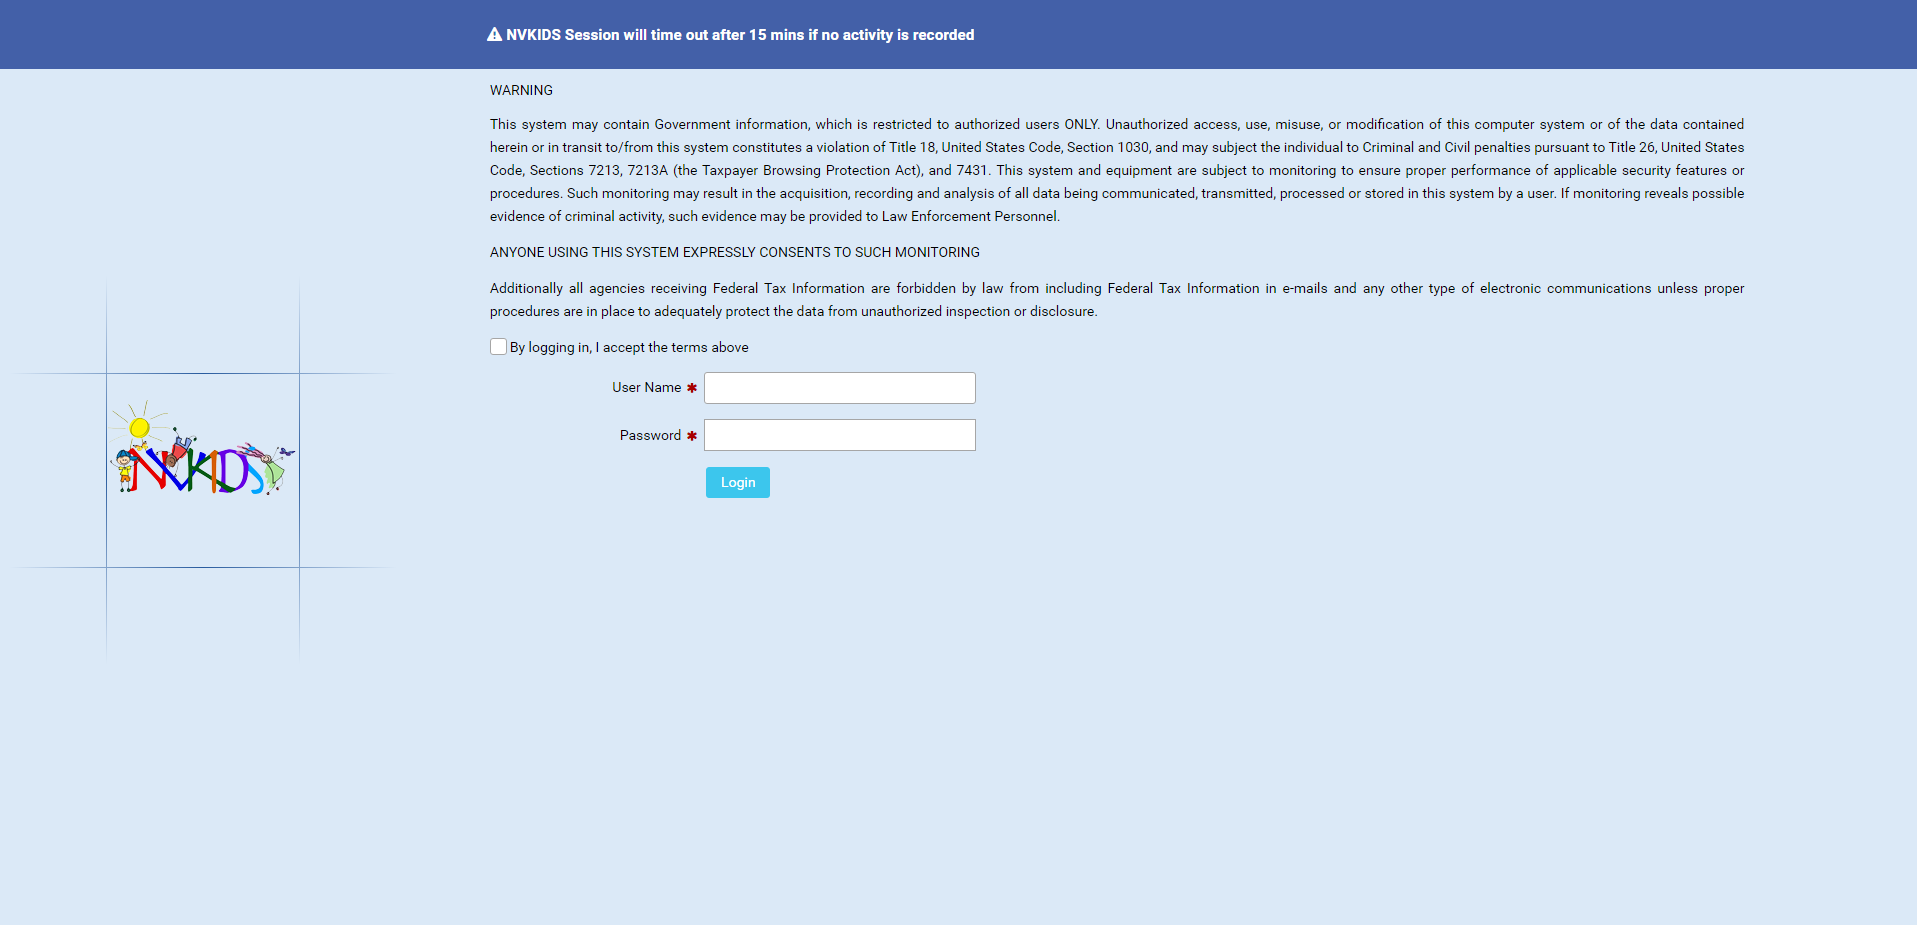 NVKIDS Session will time out after 15 mins if no activity is recorded
WARNING
This system may contain Government information, which is restricted to authorized users ONLY. Unauthorized access, use, misuse, or modification of this computer system or of the data contained
herein or in transit to/from this system constitutes a violation of Title 18, United States Code, Section 1030, and may subject the individual to Criminal and Civil penalties pursuant to Title 26, United States
Code, Sections 7213, 7213A (the Taxpayer Browsing Protection Act), and 7431. This system and equipment are subject to monitoring to ensure proper performance of applicable security features or
procedures. Such monitoring may result in the acquisition, recording and analysis of all data being communicated, transmitted, processed or stored in this system by a user. If monitoring reveals possible
evidence of criminal activity, such evidence may be provided to Law Enforcement Personnel.
ANYONE USING THIS SYSTEM EXPRESSLY CONSENTS TO SUCH MONITORING
Additionally all agencies receiving Federal Tax Information are forbidden by law from including Federal Tax Information in e-mails and any other type of electronic communications unless proper
procedures are in place to adequately protect the data from unauthorized inspection or disclosure.
By logging in, I accept the terms above
User Name ✱
Password ✱
Login
NVKIDS